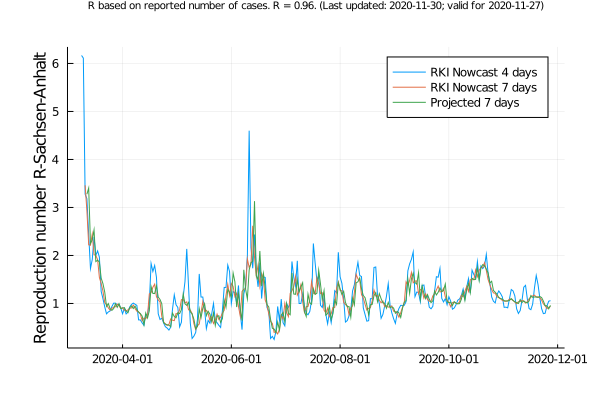 R based on reported number of cases. R = 0.96. (Last updated: 2020-11-30; valid for 2020-11-27)
Reproduction number R-Sachsen-Anhalt
RKI Nowcast 4 days
RKI Nowcast 7 days
Projected 7 days
6
5
4
3
2
1
2020-04-01
2020-06-01
2020-08-01
2020-10-01
2020-12-01